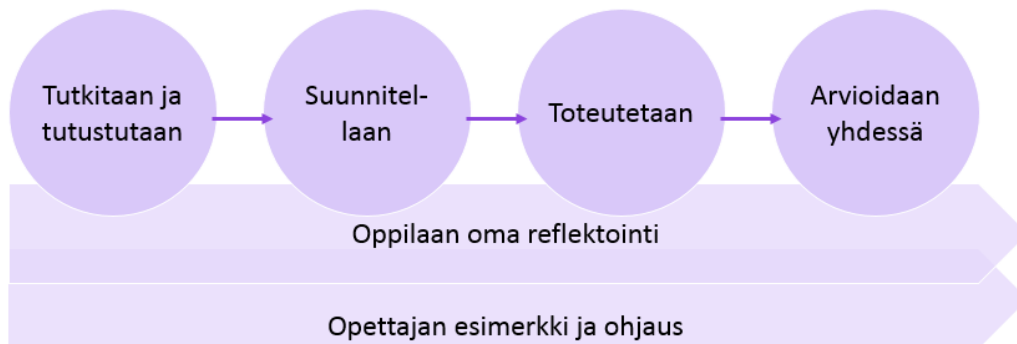 Tutkitaan ja
tutustutaan
Suunnitel-
laan
Toteutetaan
Arvioidaan
yhdessä
Oppilaan oma reflektointi
Opettajan esimerkki ja ohjaus